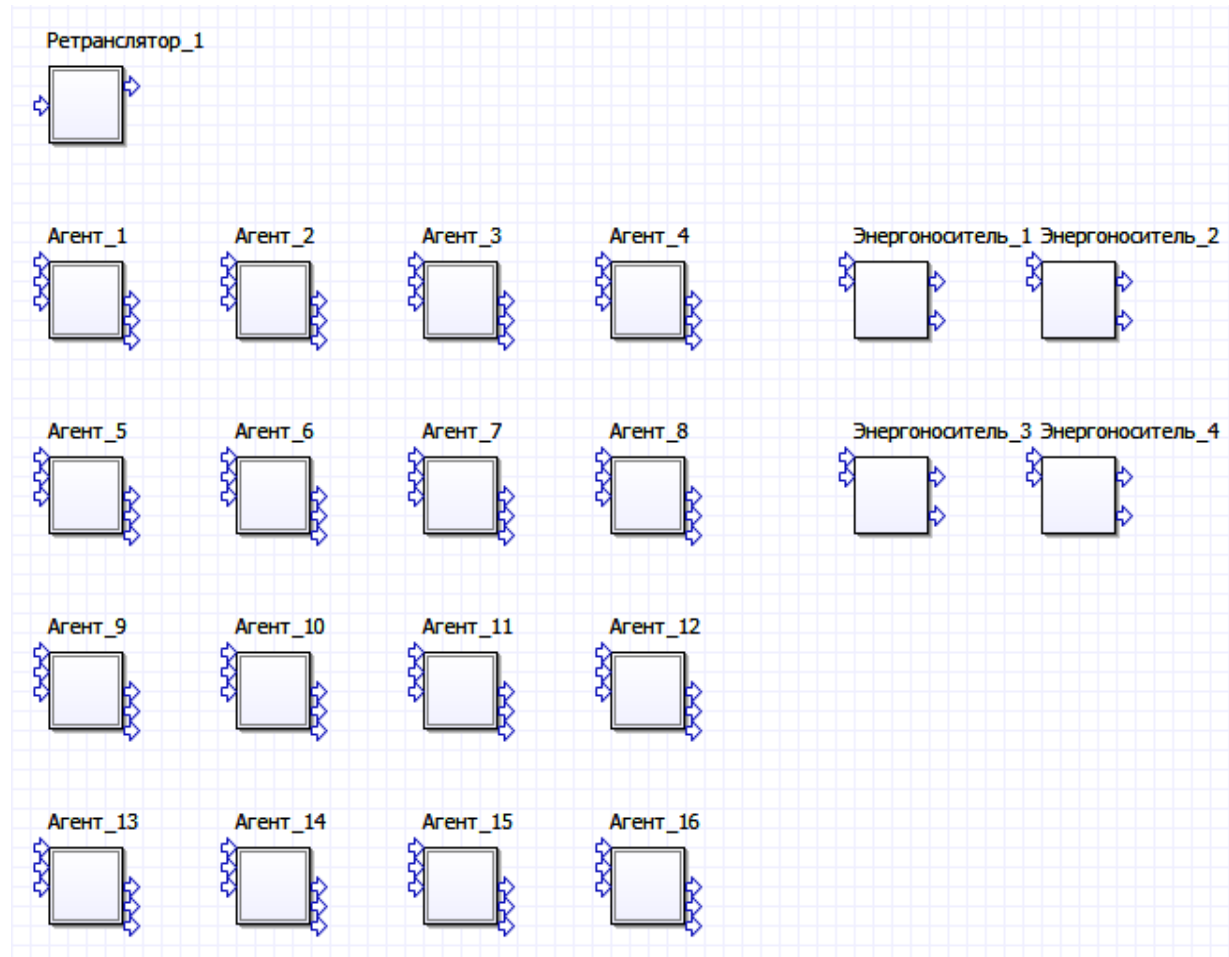 Ретранслятор_1
Агент_1 Агент_2 Агент_3 Агент_4 Энергоноситель_1 Энергоноситель_2
Агент_5 Агент_6 Агент_7 Агент_8 Энергоноситель_3 Энергоноситель_4
Агент_9 Агент_10 Агент_11 Агент_12
Агент_13 Агент_14 Агент_15 Агент_16